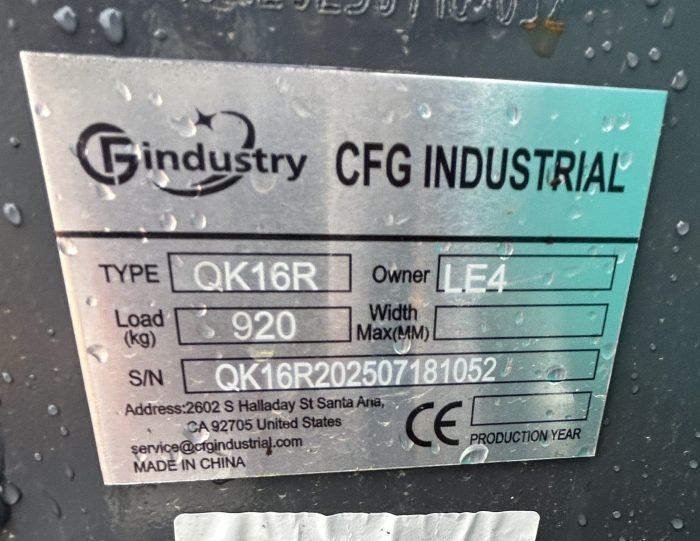 industry CFG INDUSTRIAL
TYPE QK16R Owner LE4
Load (kg) 920 Width Max(MM)
S/N QK16R202507181052
Address:2602 S Halladay St Santa Ana,
CA 92705 United States
service@cfgindustrial.com
MADE IN CHINA
CE PRODUCTION YEAR